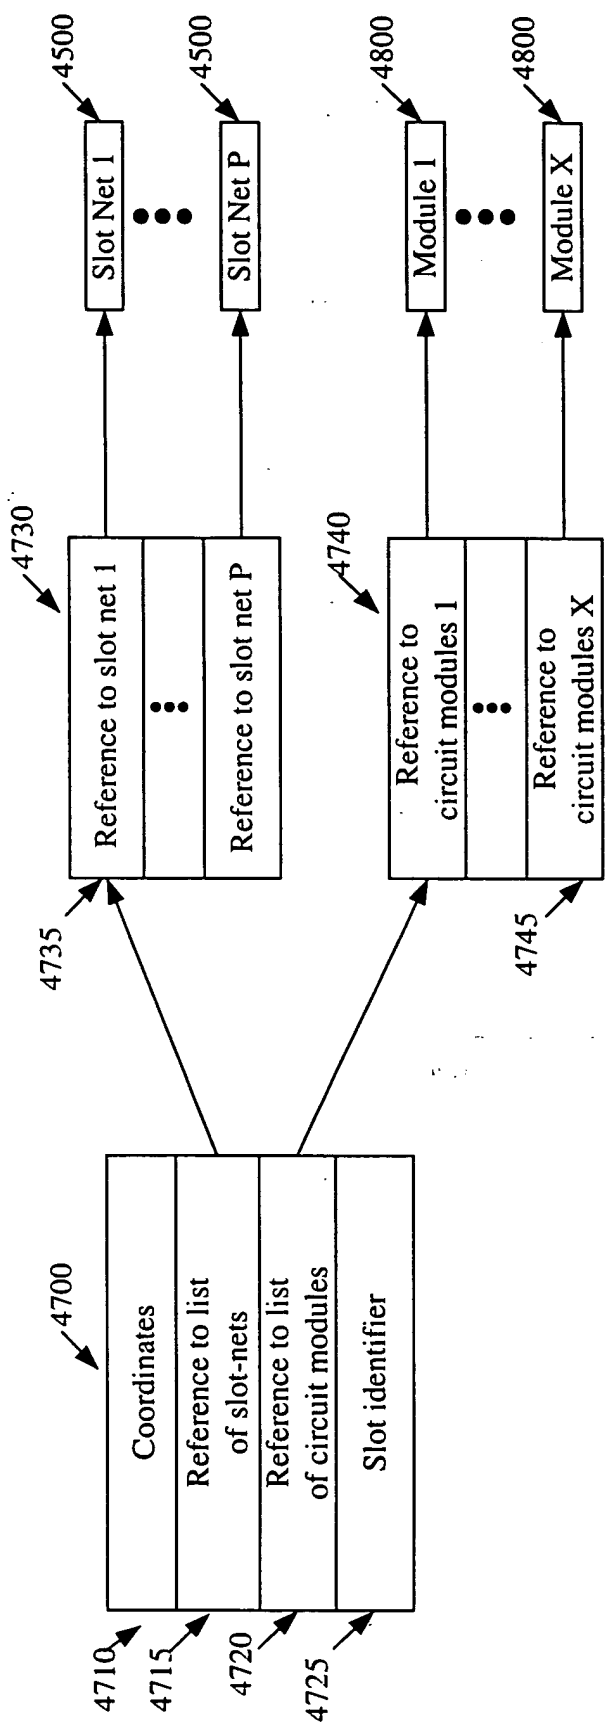 4700
4710
Coordinates
4715
Reference to list
of slot-nets
4720
Reference to list
of circuit modules
4725
Slot identifier
4730
4735
Reference to slot net 1
Reference to slot net P
4740
Reference to
circuit modules 1
4745
Reference to
circuit modules X
4500
Slot Net 1
4500
Slot Net P
4800
Module 1
4800
Module X